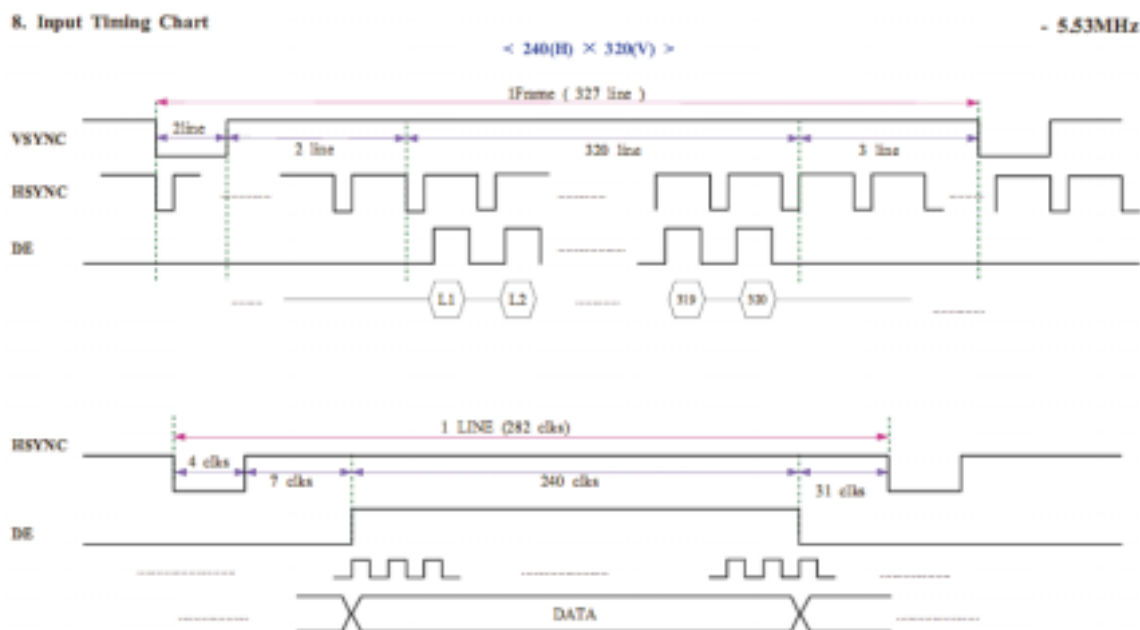 8. Input Timing Chart
- 5.53MHz
< 240(H) × 320(V) >
1Frame ( 327 line )
VSYNC
2line
2 line
320 line
3 line
HSYNC
DE
L1
L2
319
320
1 LINE (282 clks)
HSYNC
4 clks
7 clks
240 clks
31 clks
DE
DATA